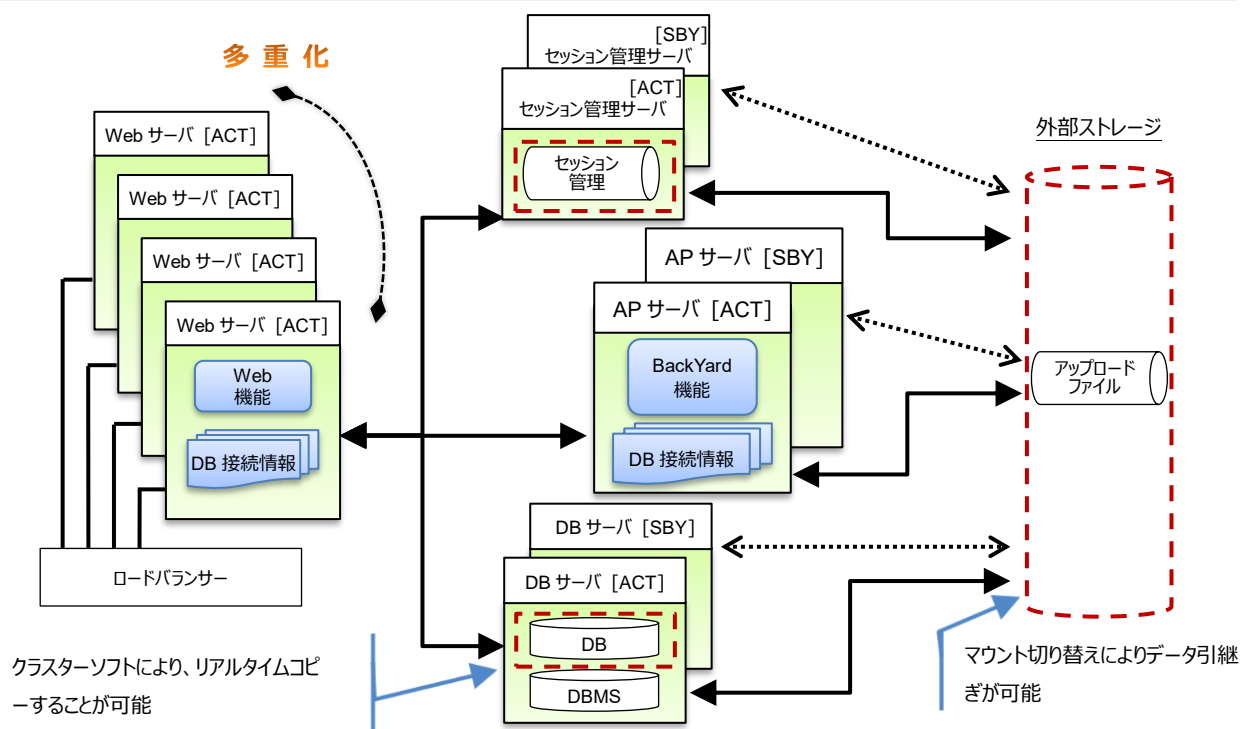 多 重 化
Web サーバ [ACT]
Web サーバ [ACT]
Web サーバ [ACT]
Web サーバ [ACT]
Web
機能
DB 接続情報
ロードバランサー
クラスターソフトにより、リアルタイムコピ
ーすることが可能
[SBY]
セッション管理サーバ
[ACT]
セッション管理サーバ
セッション
管理
AP サーバ [SBY]
AP サーバ [ACT]
BackYard
機能
DB 接続情報
DB サーバ [SBY]
DB サーバ [ACT]
DB
DBMS
外部ストレージ
アップロード
ファイル
マウント切り替えによりデータ引継
ぎが可能